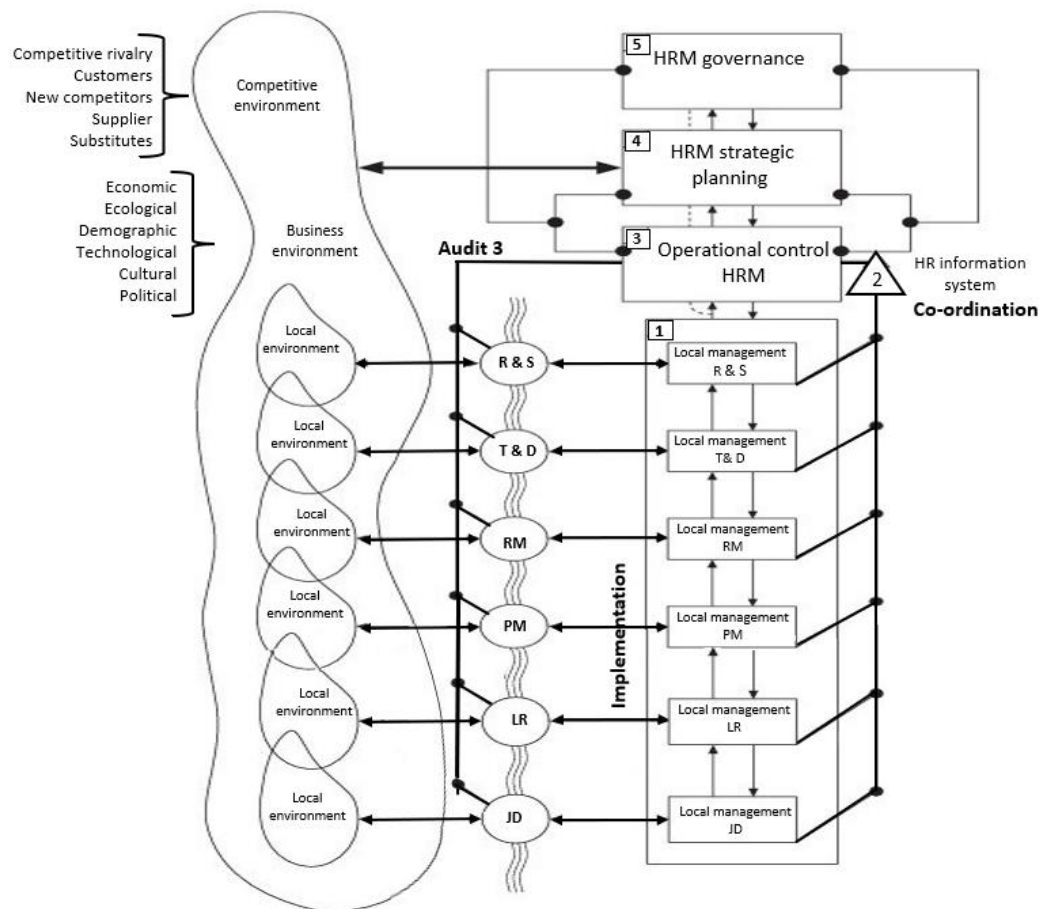 Competitive rivalry
Customers
New competitors
Supplier
Substitutes
Economic
Ecological
Demographic
Technological
Cultural
Political
Competitive
environment
Business
environment
5
HRM governance
4
HRM strategic
planning
3
Operational control
HRM
Audit 3
2
HR information
system
Co-ordination
1
Local
environment
R & S
Local management
R & S
Local
environment
T & D
Local management
T& D
Local
environment
RM
Local management
RM
Implementation
Local
environment
PM
Local management
PM
Local
environment
LR
Local management
LR
Local
environment
JD
Local management
JD